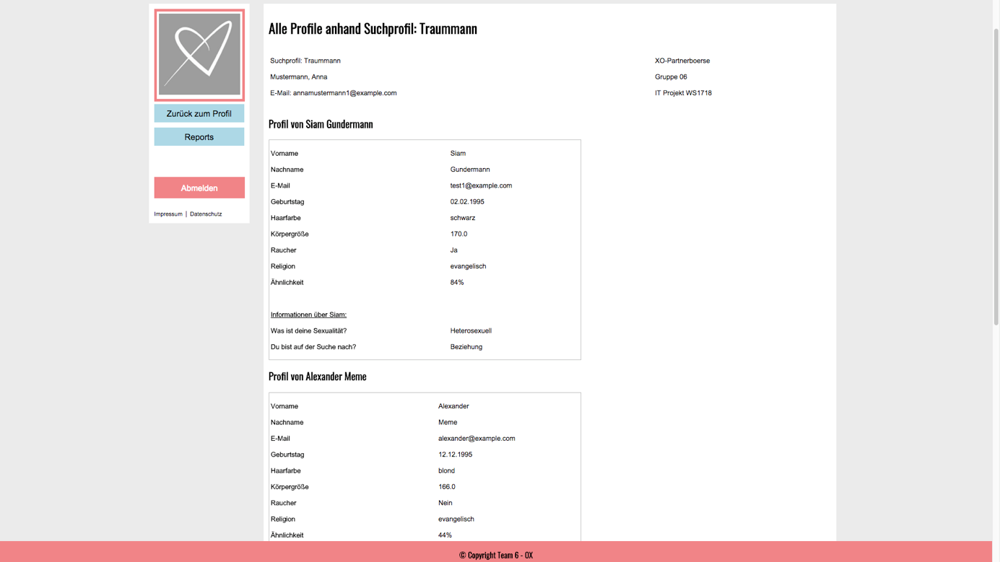 Zurück zum Profil
Reports
Abmelden
Impressum | Datenschutz
Alle Profile anhand Suchprofil: Traummann
Suchprofil: Traummann XO-Partnerboerse
Mustermann, Anna Gruppe 06
E-Mail: annamustermann1@example.com IT Projekt WS1718
Profil von Siam Gundermann
Vorname Siam
Nachname Gundermann
E-Mail test1@example.com
Geburtstag 02.02.1995
Haarfarbe schwarz
Körpergröße 170.0
Raucher Ja
Religion evangelisch
Ähnlichkeit 84%
Informationen über Siam:
Was ist deine Sexualität? Heterosexuell
Du bist auf der Suche nach? Beziehung
Profil von Alexander Meme
Vorname Alexander
Nachname Meme
E-Mail alexander@example.com
Geburtstag 12.12.1995
Haarfarbe blond
Körpergröße 166.0
Raucher Nein
Religion evangelisch
Ähnlichkeit 44%
© Copyright Team 6 - OX